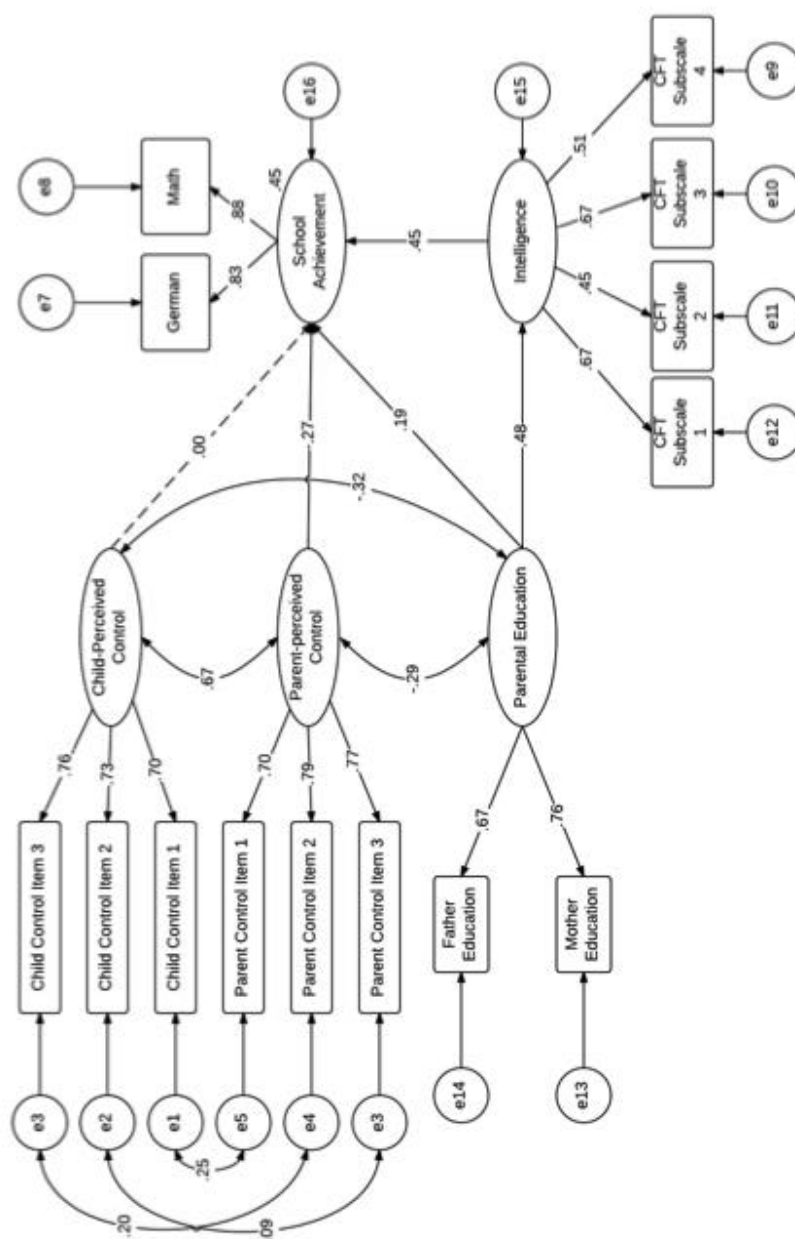 e3
Child Control Item 3
.76
e2
Child Control Item 2
.73
e1
Child Control Item 1
.70
e5
Parent Control Item 1
.70
e4
Parent Control Item 2
.79
e3
Parent Control Item 3
.77
.20
.09
.25
Child-Perceived
Control
.67
Parent-perceived
Control
-.29
-.32
e14
Father
Education
.67
e13
Mother
Education
.76
Parental Education
.00
.27
.19
.48
e7
German
.83
e8
Math
.88
School
Achievement
.45
e16
.45
Intelligence
e15
.67
.45
.67
.51
CFT
Subscale
1
CFT
Subscale
2
CFT
Subscale
3
CFT
Subscale
4
e12
e11
e10
e9